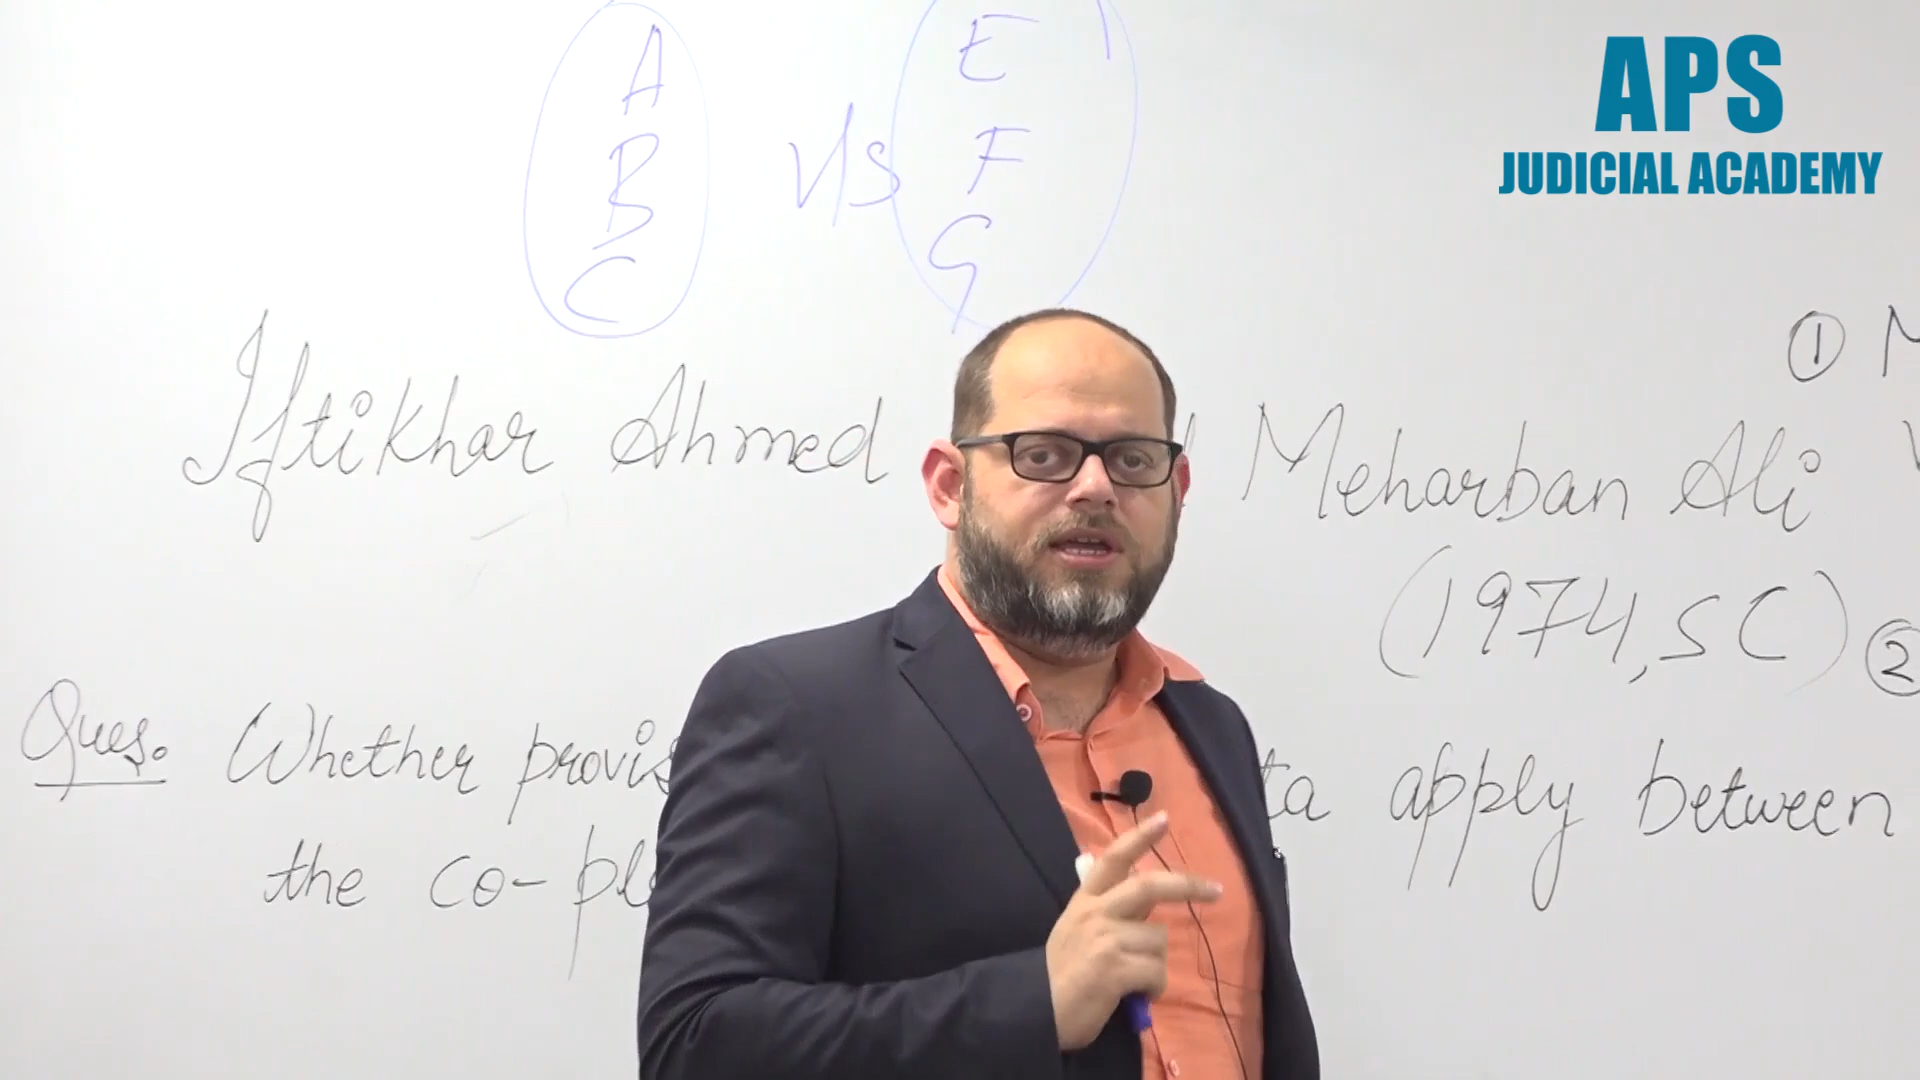 APS
JUDICIAL ACADEMY
A
B
C
V/S
E
F
G
Iftikhar Ahmed
Meharban Ali
(1974, SC)
①
②
Ques. Whether provis
ta apply between
the co-pl